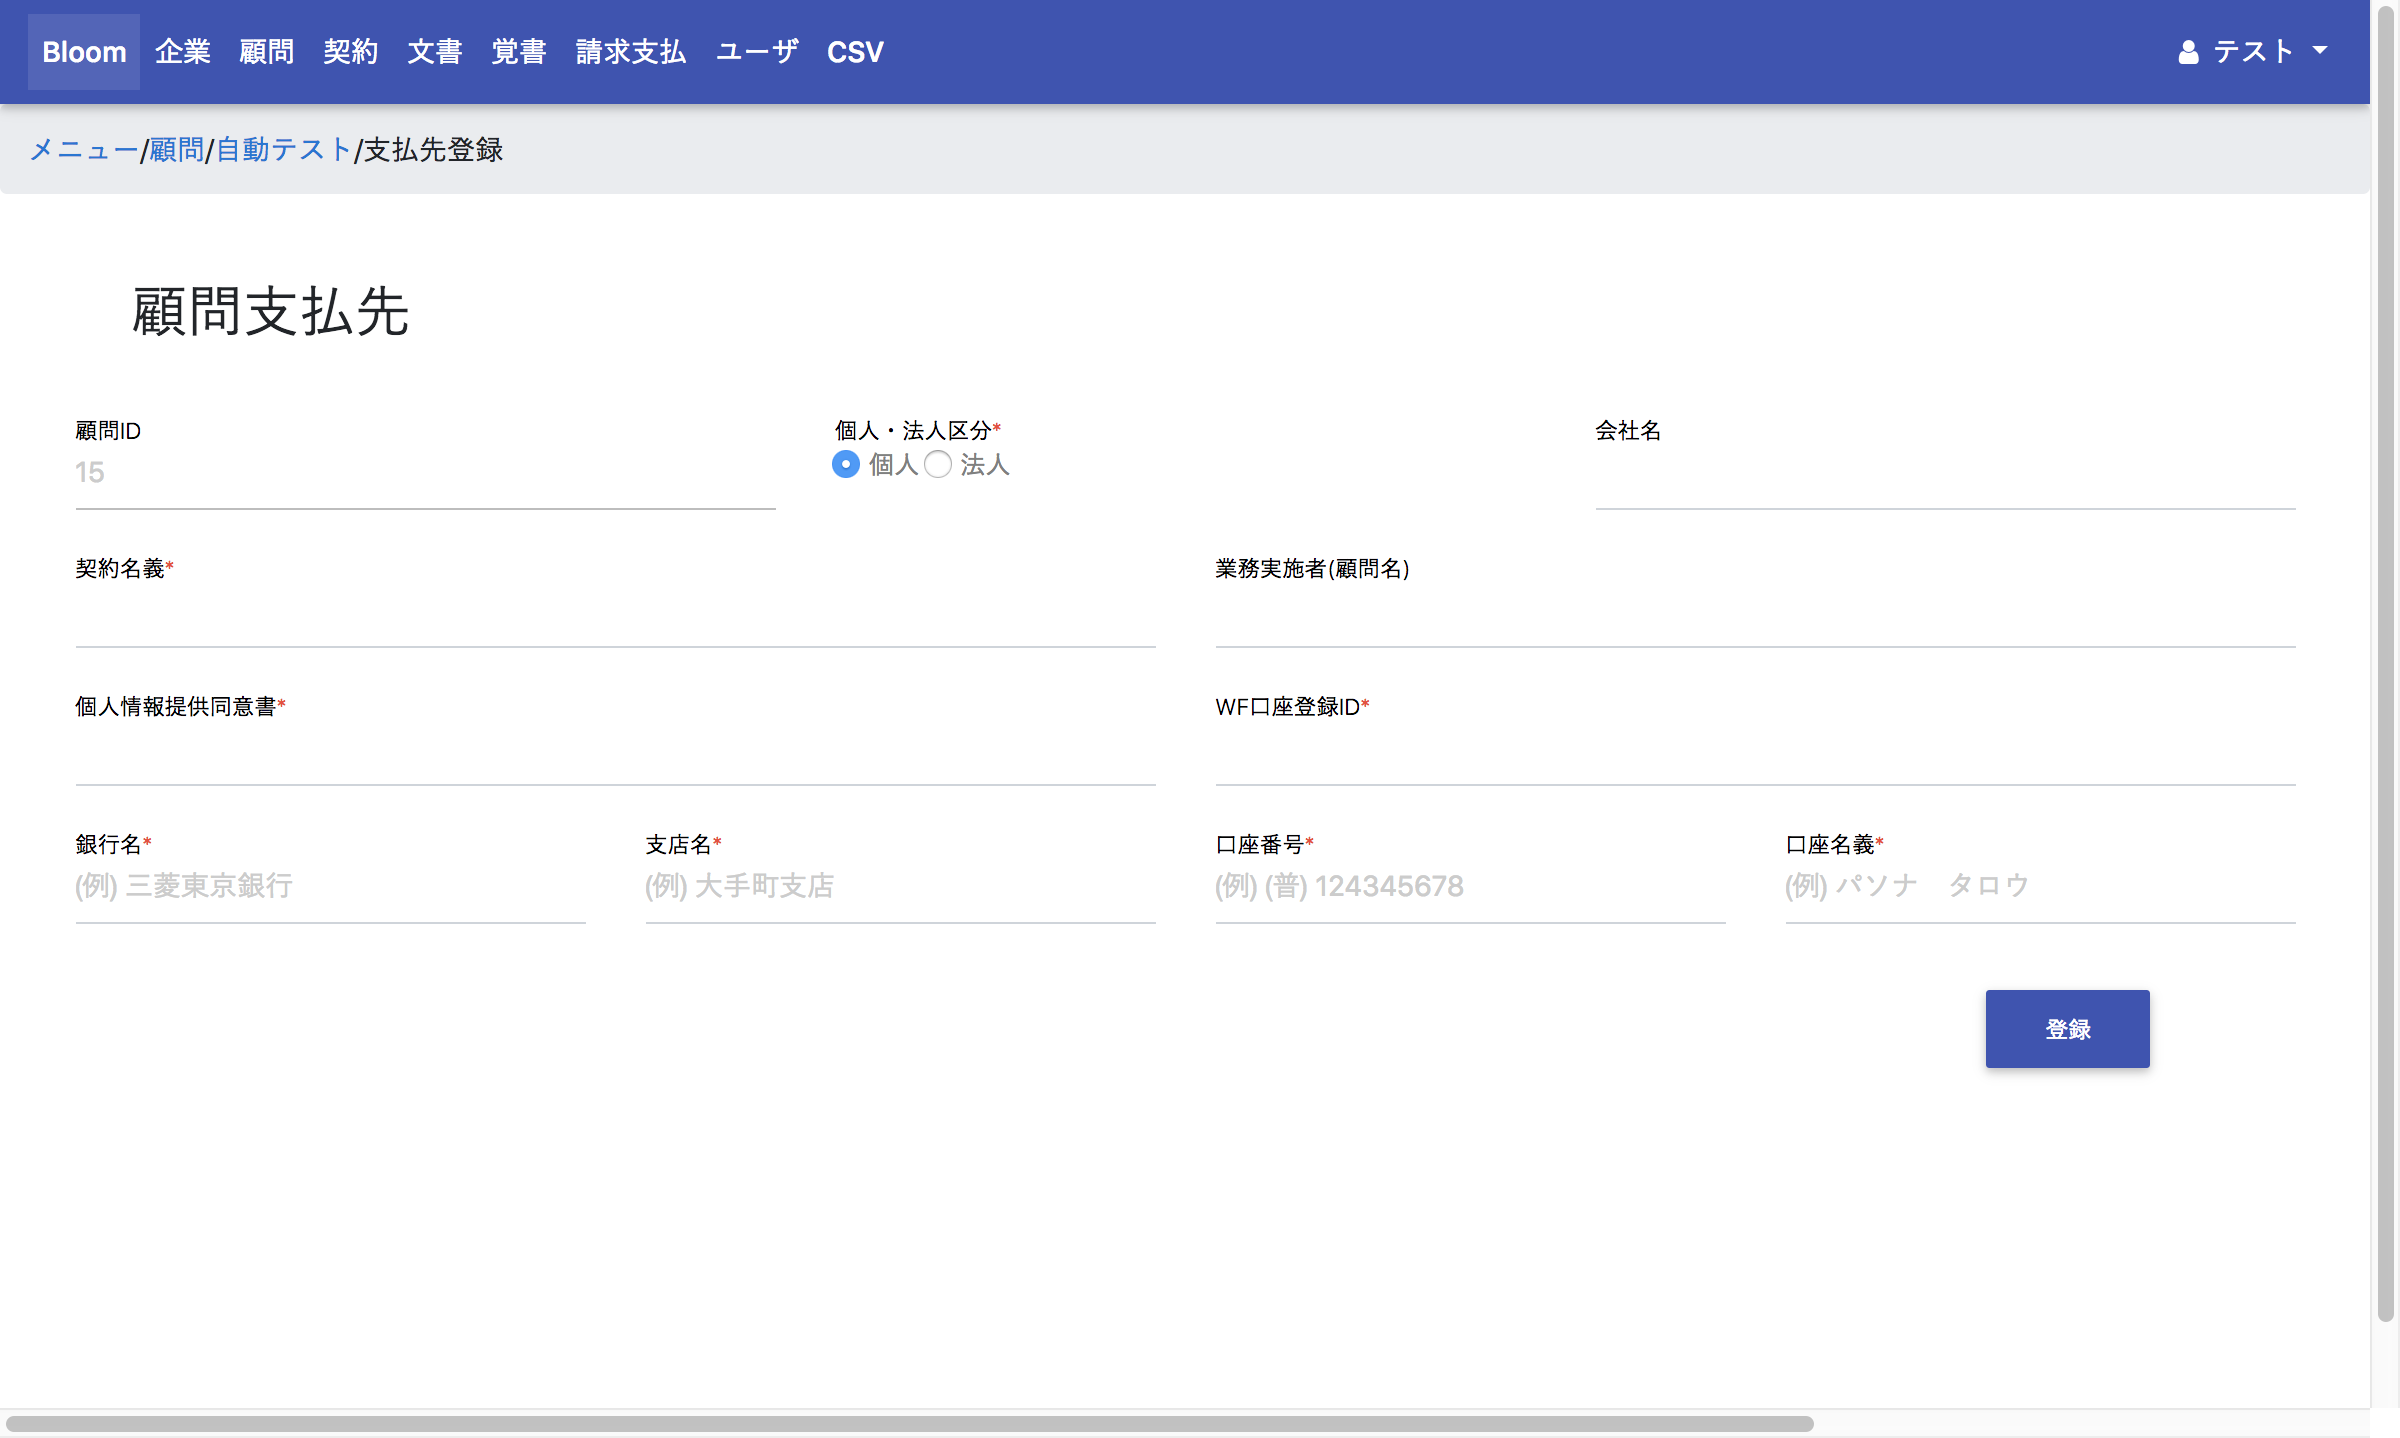 Bloom 企業 顧問 契約 文書 覚書 請求支払 ユーザ CSV テスト
メニュー/顧問/自動テスト/支払先登録
顧問支払先
顧問ID 個人・法人区分* 会社名
15 個人 法人
契約名義* 業務実施者(顧問名)
個人情報提供同意書* WF口座登録ID*
銀行名* 支店名* 口座番号* 口座名義*
(例) 三菱東京銀行 (例) 大手町支店 (例) (普) 124345678 (例) パソナ　タロウ
登録